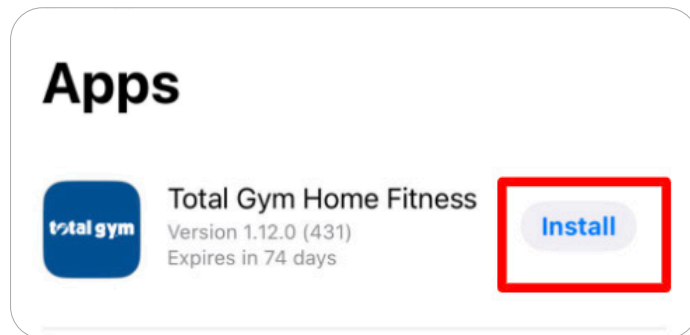 Apps
total gym
Total Gym Home Fitness
Version 1.12.0 (431)
Expires in 74 days
Install